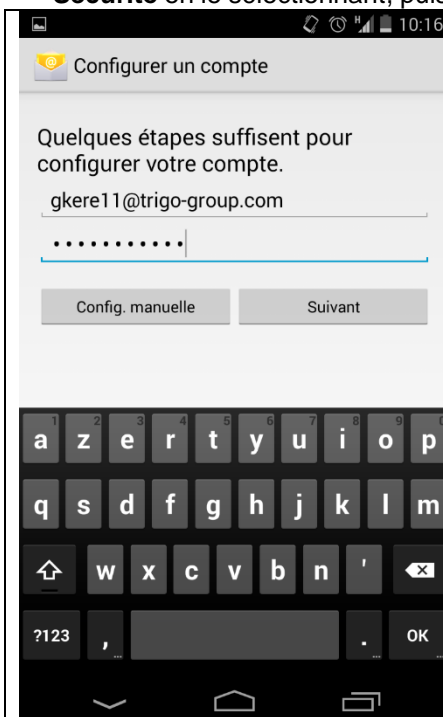 Sécurité en le sélectionnant, puis
10:16
Configurer un compte
Quelques étapes suffisent pour
configurer votre compte.
gkere11@trigo-group.com
•••••••••••
Config. manuelle Suivant
1 2 3 4 5 6 7 8 9 0
a z e r t y u i o p
q s d f g h j k l m
w x c v b n '
?123 , . OK